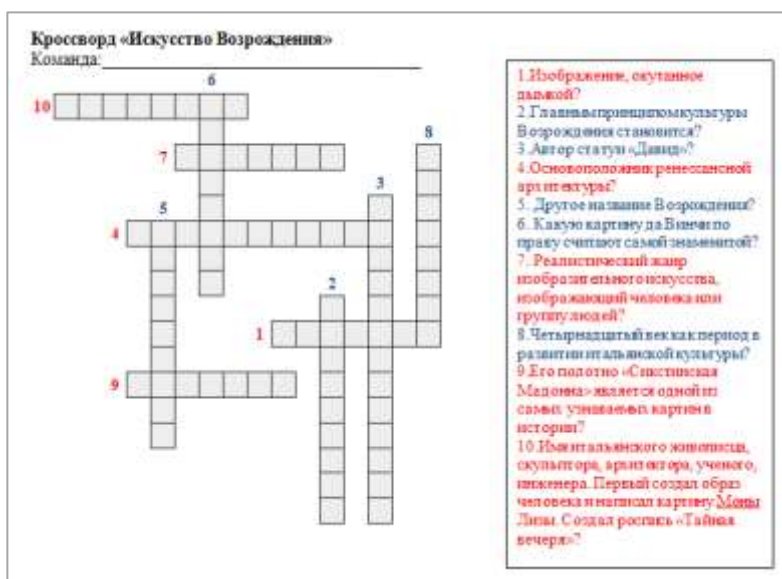 Кроссворд «Искусство Возрождения»
Команда:
6
10
8
7
3
5
4
2
1
9
1.Изображение, окутанное
дымкой?
2.Главным принципом культуры
Возрождения становится?
3.Автор статуи «Давид»?
4.Основоположник ренессансной
архитектуры?
5. Другое название Возрождения?
6. Какую картину да Винчи по
праву считают самой знаменитой?
7. Реалистический жанр
изобразительного искусства,
изображающий человека или
группу людей?
8.Четырнадцатый век как период в
развитии итальянской культуры?
9.Его полотно «Сикстинская
Мадонна» является одной из
самых узнаваемых картин в
истории?
10.Имя итальянского живописца,
скульптора, архитектора, ученого,
инженера. Первый создал образ
человека и написал картину Моны
Лизы. Создал роспись «Тайная
вечеря»?